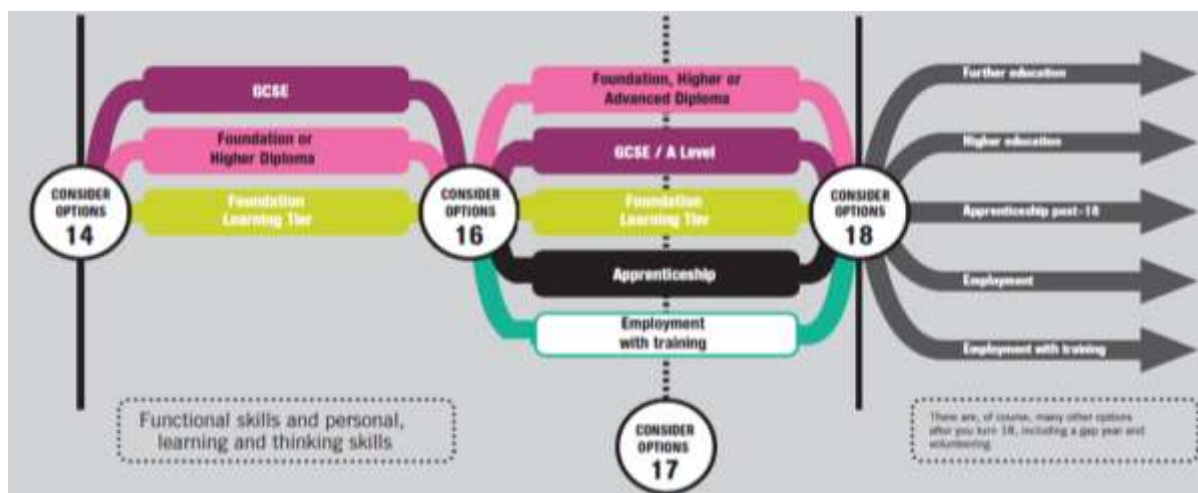 CONSIDER
OPTIONS
14
GCSE
Foundation or
Higher Diploma
Foundation
Learning Tier
CONSIDER
OPTIONS
16
Foundation, Higher or
Advanced Diploma
GCSE / A Level
Foundation
Learning Tier
Apprenticeship
Employment
with training
CONSIDER
OPTIONS
17
CONSIDER
OPTIONS
18
Further education
Higher education
Apprenticeship post-18
Employment
Employment with training
Functional skills and personal,
learning and thinking skills
There are, of course, many other options
after you turn 18, including a gap year and
volunteering.